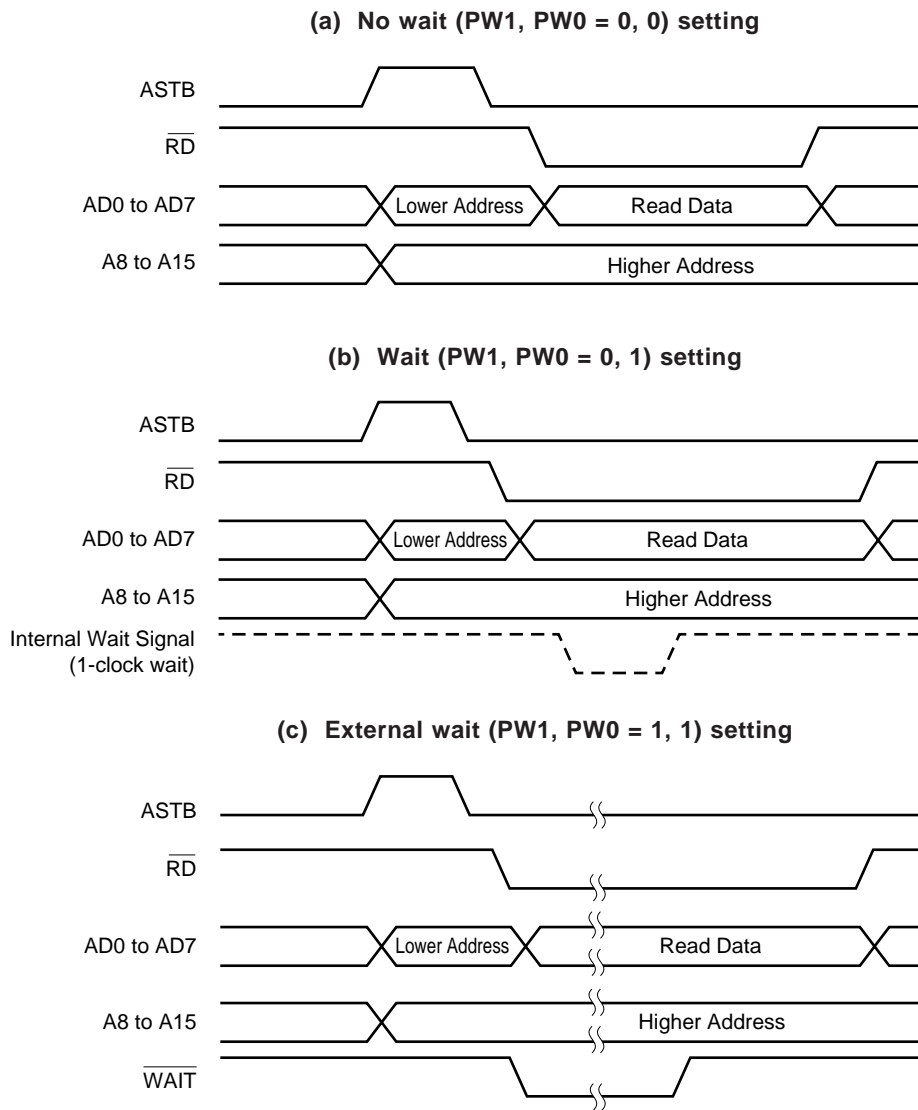 (a) No wait (PW1, PW0 = 0, 0) setting
ASTB
RD
AD0 to AD7
Lower Address
Read Data
A8 to A15
Higher Address
(b) Wait (PW1, PW0 = 0, 1) setting
ASTB
RD
AD0 to AD7
Lower Address
Read Data
A8 to A15
Higher Address
Internal Wait Signal
(1-clock wait)
(c) External wait (PW1, PW0 = 1, 1) setting
ASTB
RD
AD0 to AD7
Lower Address
Read Data
A8 to A15
Higher Address
WAIT